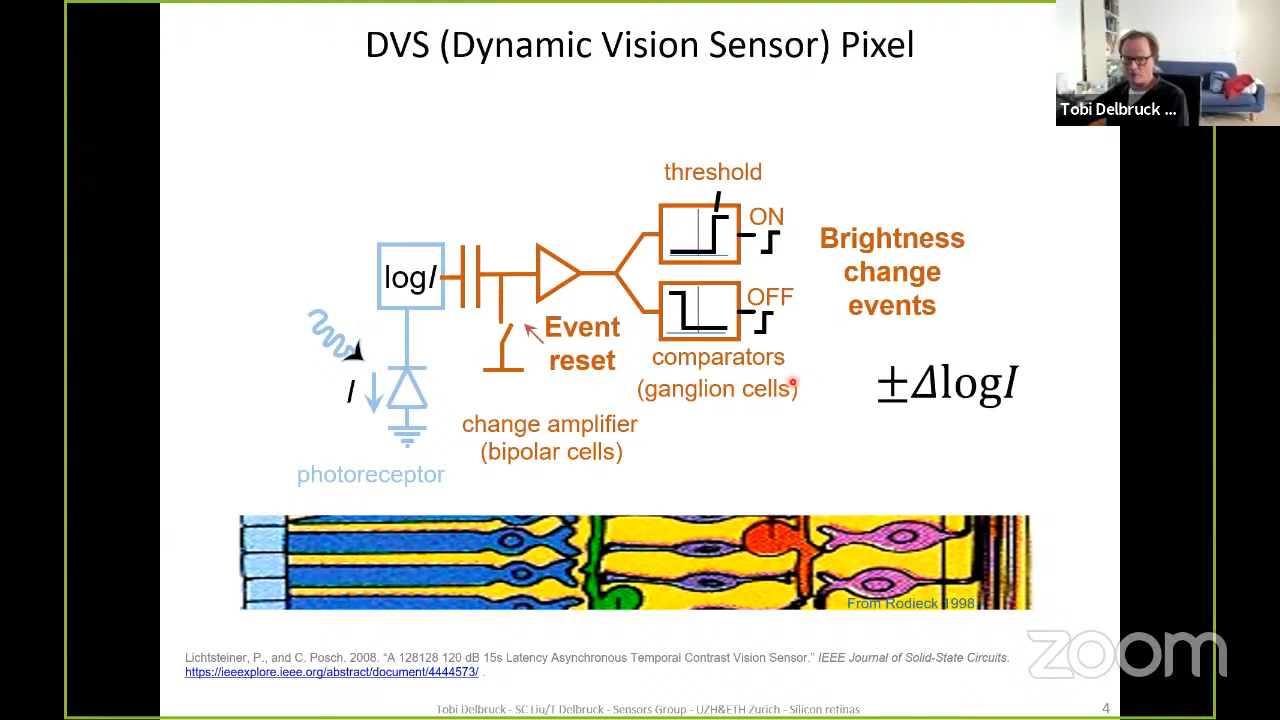 DVS (Dynamic Vision Sensor) Pixel
Tobi Delbruck ...
threshold
ON
logI
OFF
Brightness
change
events
Event
reset
I
comparators
(ganglion cells)
±ΔlogI
change amplifier
(bipolar cells)
photoreceptor
From Rodieck 1998
zoom
Lichtsteiner, P., and C. Posch. 2008. “A 128128 120 dB 15s Latency Asynchronous Temporal Contrast Vision Sensor.” IEEE Journal of Solid-State Circuits.
https://ieeexplore.ieee.org/abstract/document/4444573/ .
Tobi Delbruck - SC Liu/T Delbruck - Sensors Group - UZH&ETH Zurich - Silicon retinas
4